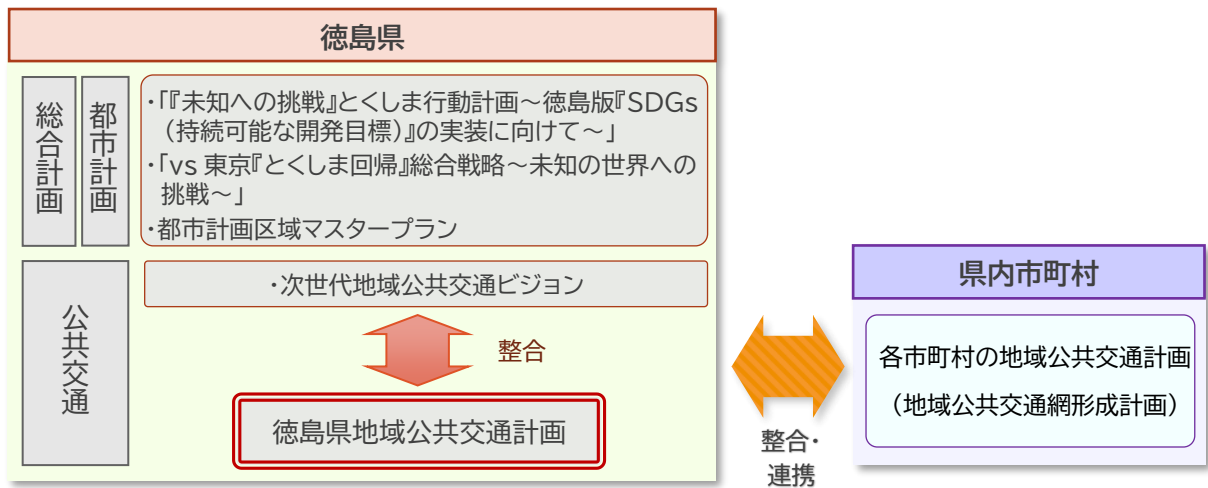 徳島県
総合計画
都市計画
・「『未知への挑戦』とくしま行動計画～徳島版『SDGs
（持続可能な開発目標）』の実装に向けて～」
・「vs 東京『とくしま回帰』総合戦略～未知の世界への
挑戦～」
・都市計画区域マスタープラン
公共交通
・次世代地域公共交通ビジョン
整合
徳島県地域公共交通計画
整合・
連携
県内市町村
各市町村の地域公共交通計画
（地域公共交通網形成計画）